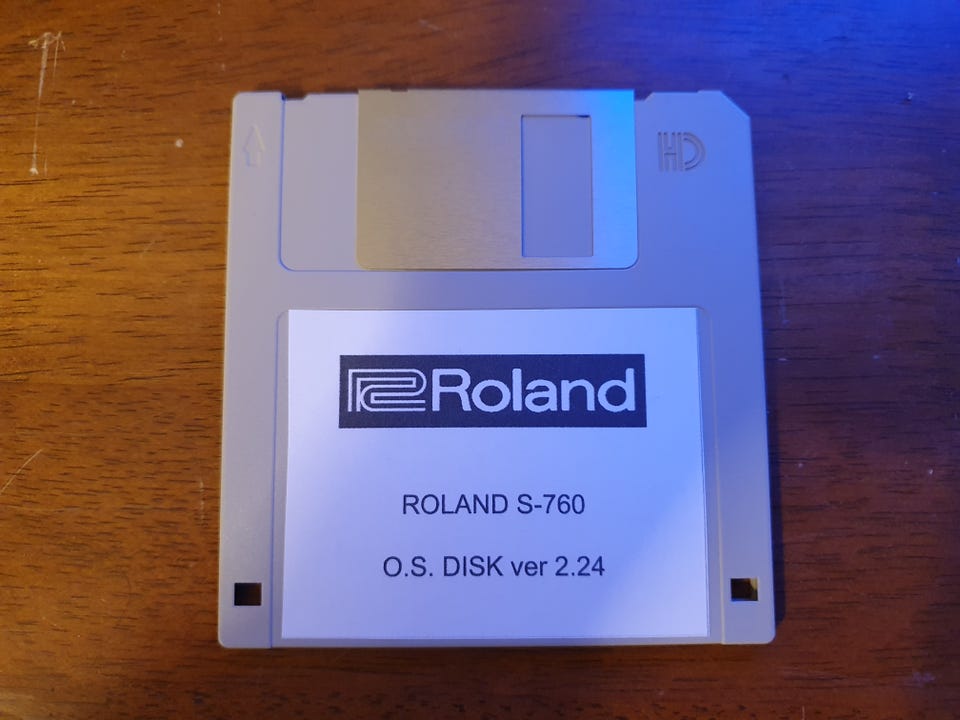 HD
Roland
ROLAND S-760
O.S. DISK ver 2.24